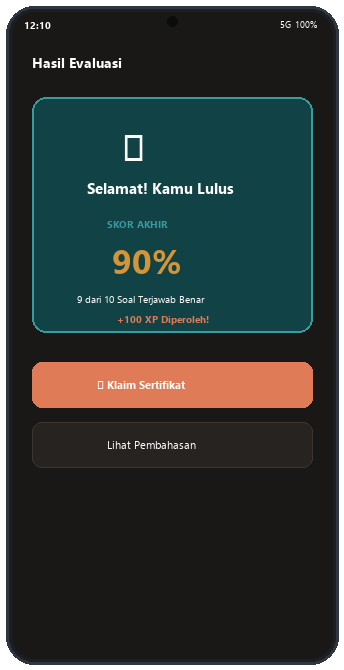 12:10
5G 100%
Hasil Evaluasi
Selamat! Kamu Lulus
SKOR AKHIR
90%
9 dari 10 Soal Terjawab Benar
+100 XP Diperoleh!
Klaim Sertifikat
Lihat Pembahasan